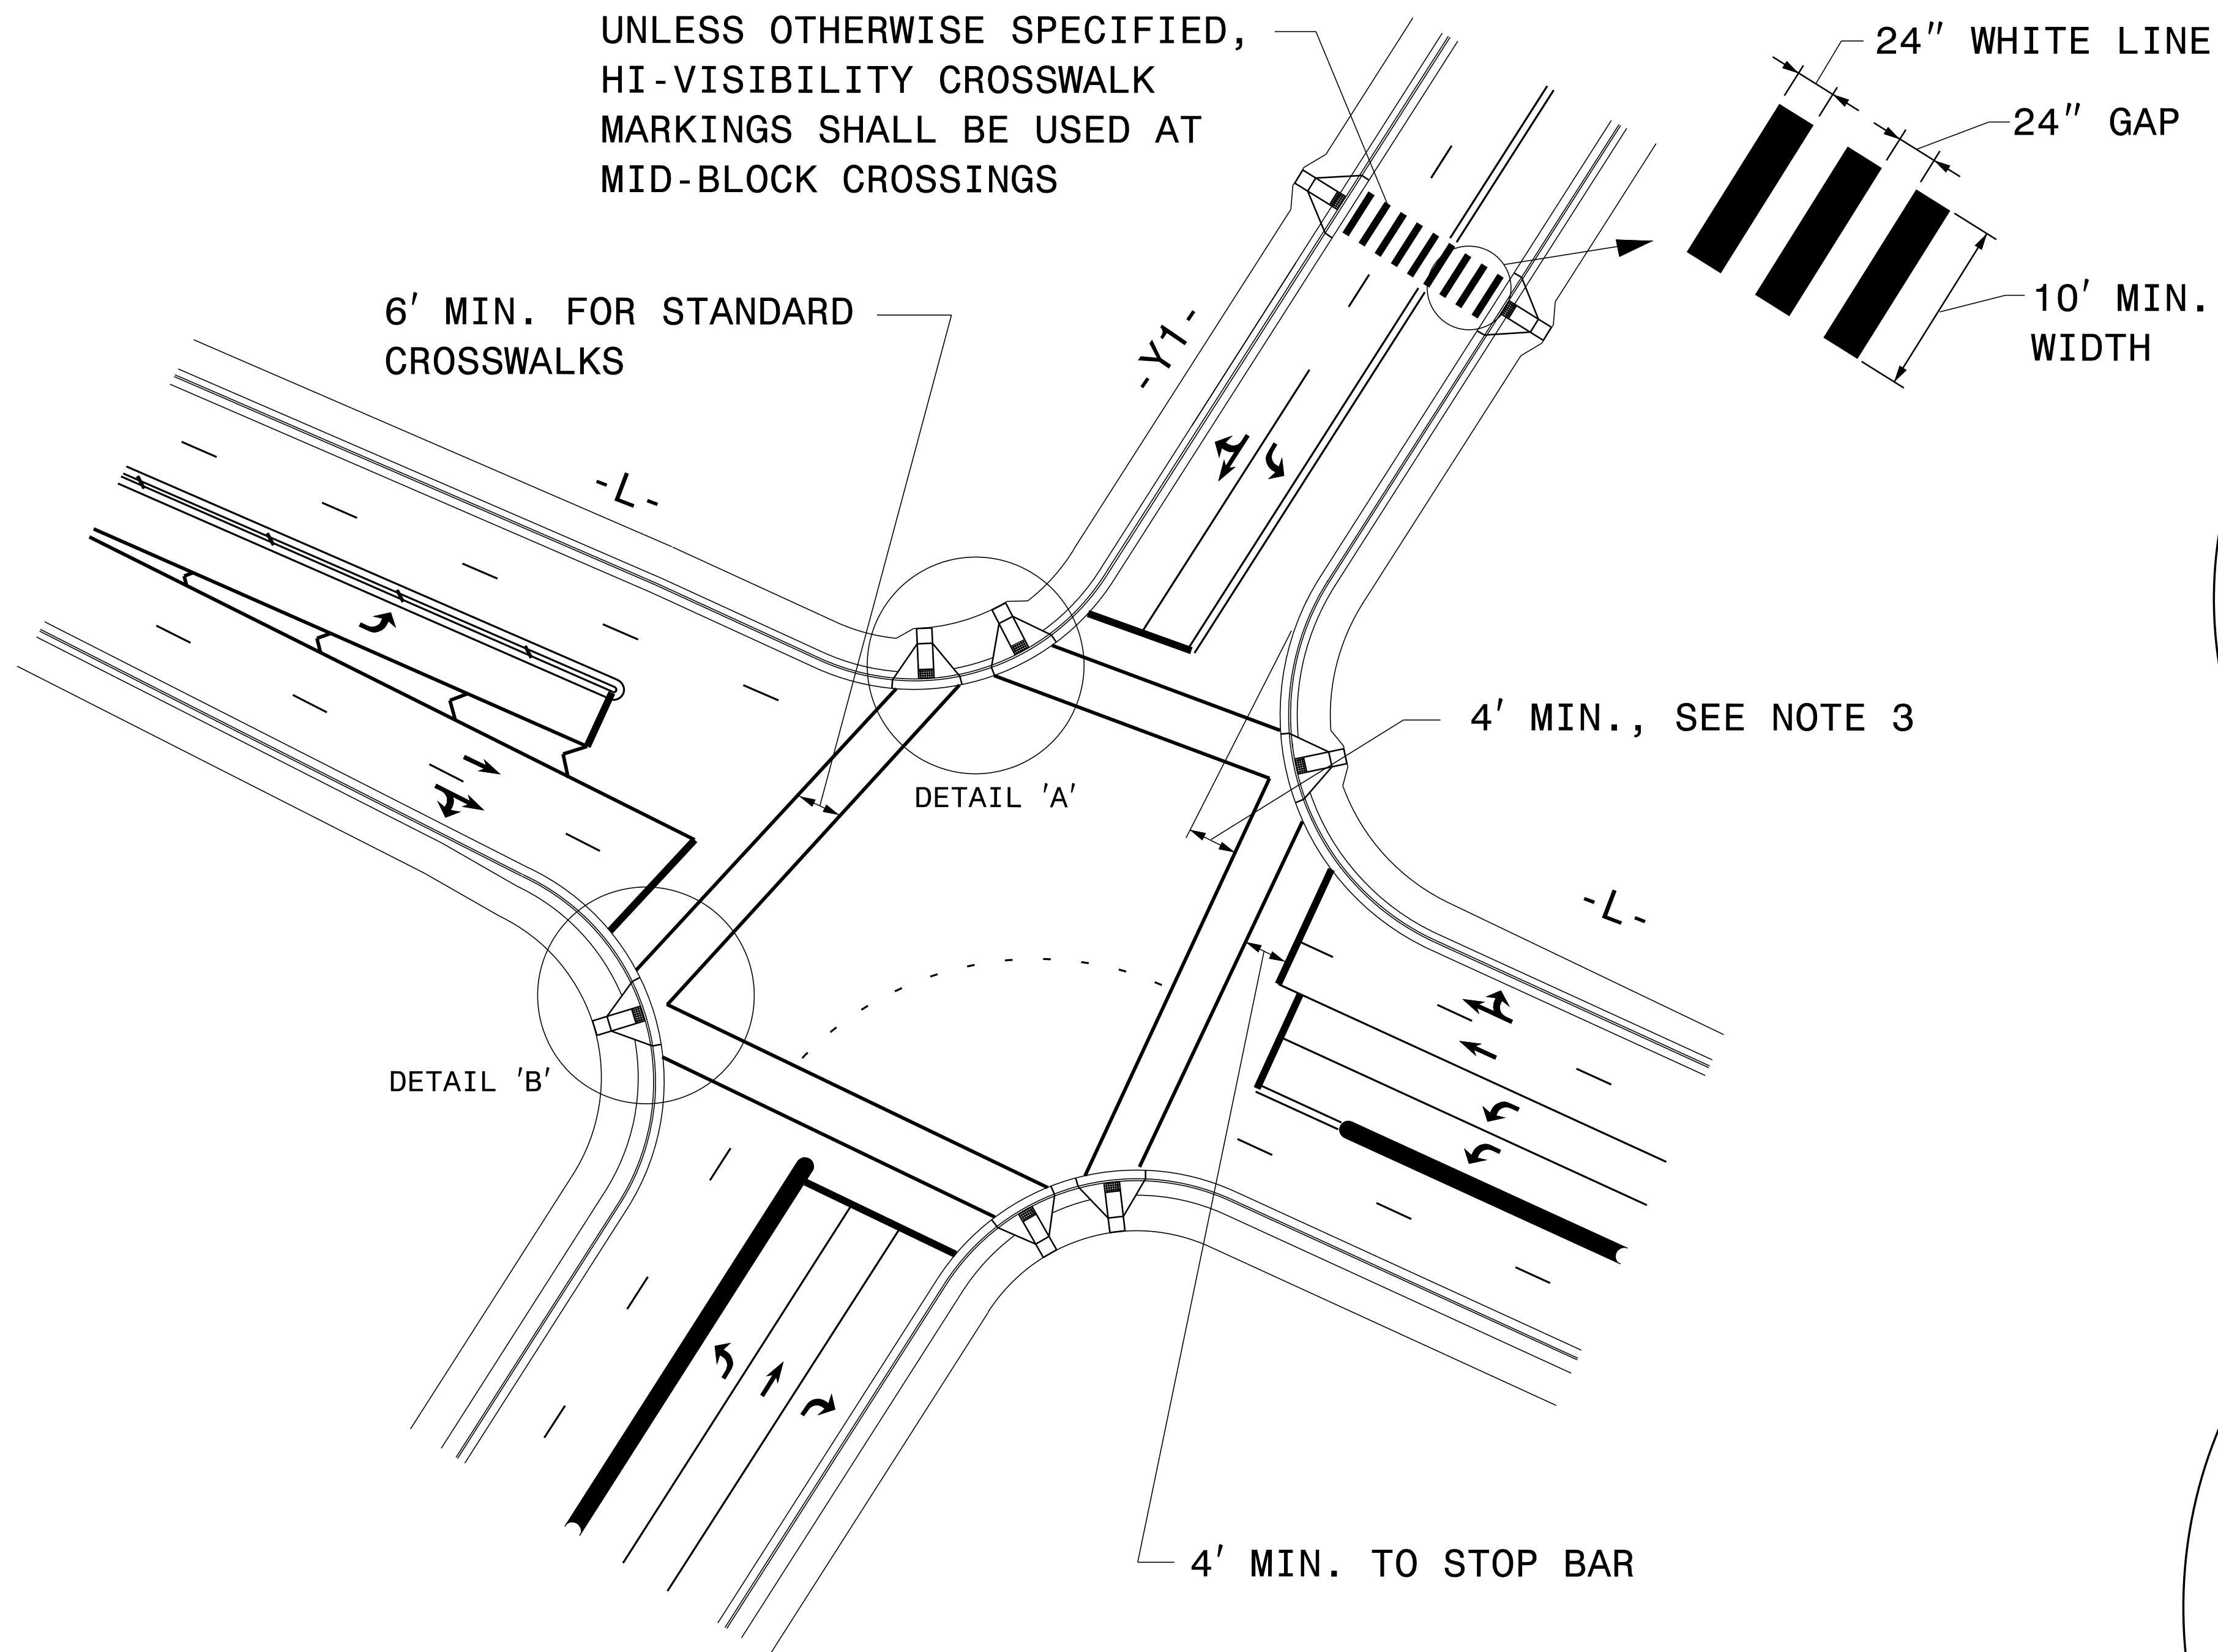 UNLESS OTHERWISE SPECIFIED,
HI-VISIBILITY CROSSWALK
MARKINGS SHALL BE USED AT
MID-BLOCK CROSSINGS
24" WHITE LINE
24" GAP
10' MIN.
WIDTH
6' MIN. FOR STANDARD
CROSSWALKS
-Y1-
-L-
4' MIN., SEE NOTE 3
DETAIL 'A'
-L-
DETAIL 'B'
4' MIN. TO STOP BAR